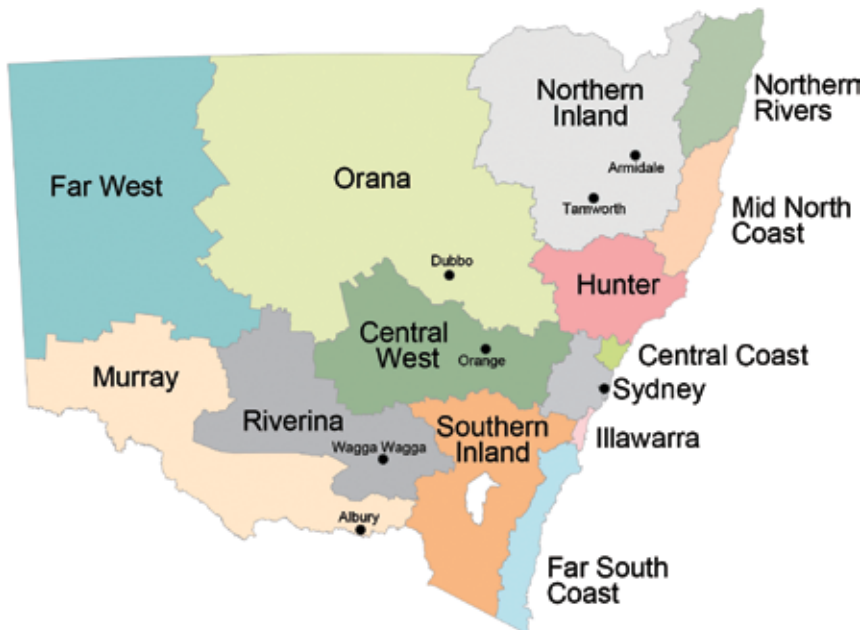 Northern
Inland
Northern
Rivers
Armidale
Far West
Orana
Tamworth
Mid North
Coast
Dubbo
Hunter
Central
West
Orange
Central Coast
Murray
Sydney
Riverina
Southern
Inland
Illawarra
Wagga Wagga
Albury
Far South
Coast